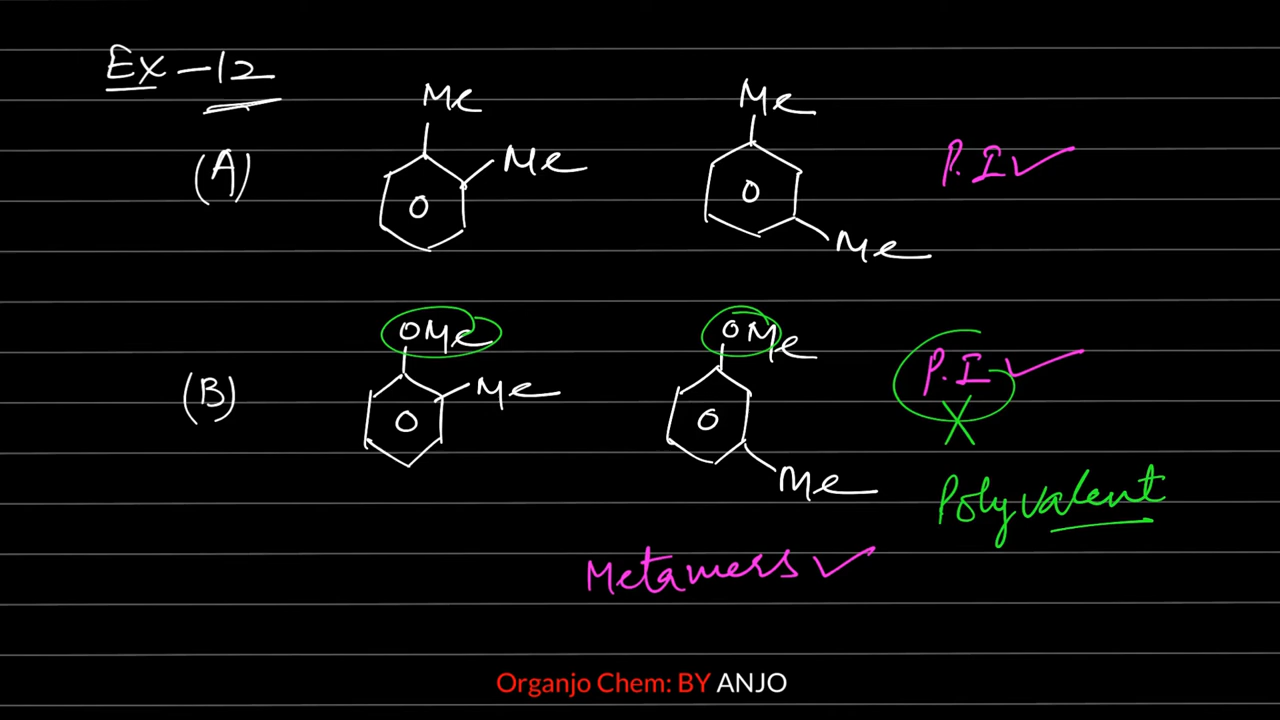 Ex - 12
Me Me
(A) Me P.I ✓
O O
Me
OMe OMe
(B) Me P.I ✓
O O
X
Me
Polyvalent
Metamers ✓
Organjo Chem: BY ANJO